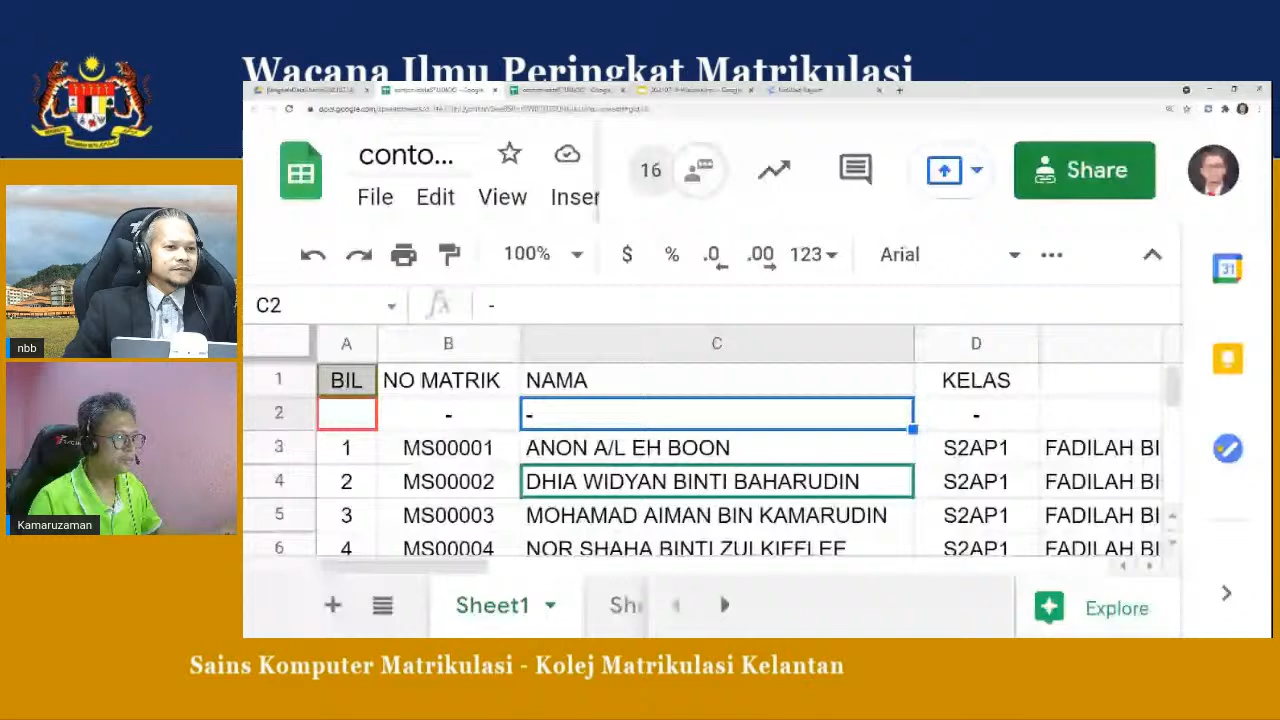 Wacana Ilmu Peringkat Matrikulasi
conto...
16
Share
File Edit View Inser
100% $ % .0 .00 123 Arial
C2 fx -
A B C D
1 BIL NO MATRIK NAMA KELAS
2 - - -
3 1 MS00001 ANON A/L EH BOON S2AP1 FADILAH BI
4 2 MS00002 DHIA WIDYAN BINTI BAHARUDIN S2AP1 FADILAH BI
5 3 MS00003 MOHAMAD AIMAN BIN KAMARUDIN S2AP1 FADILAH BI
6 4 MS00004 NOR SHAHA BINTI ZULKIFFLEE S2AP1 FADILAH BI
Sheet1 Sh
Explore
31
nbb
Kamaruzaman
Sains Komputer Matrikulasi - Kolej Matrikulasi Kelantan